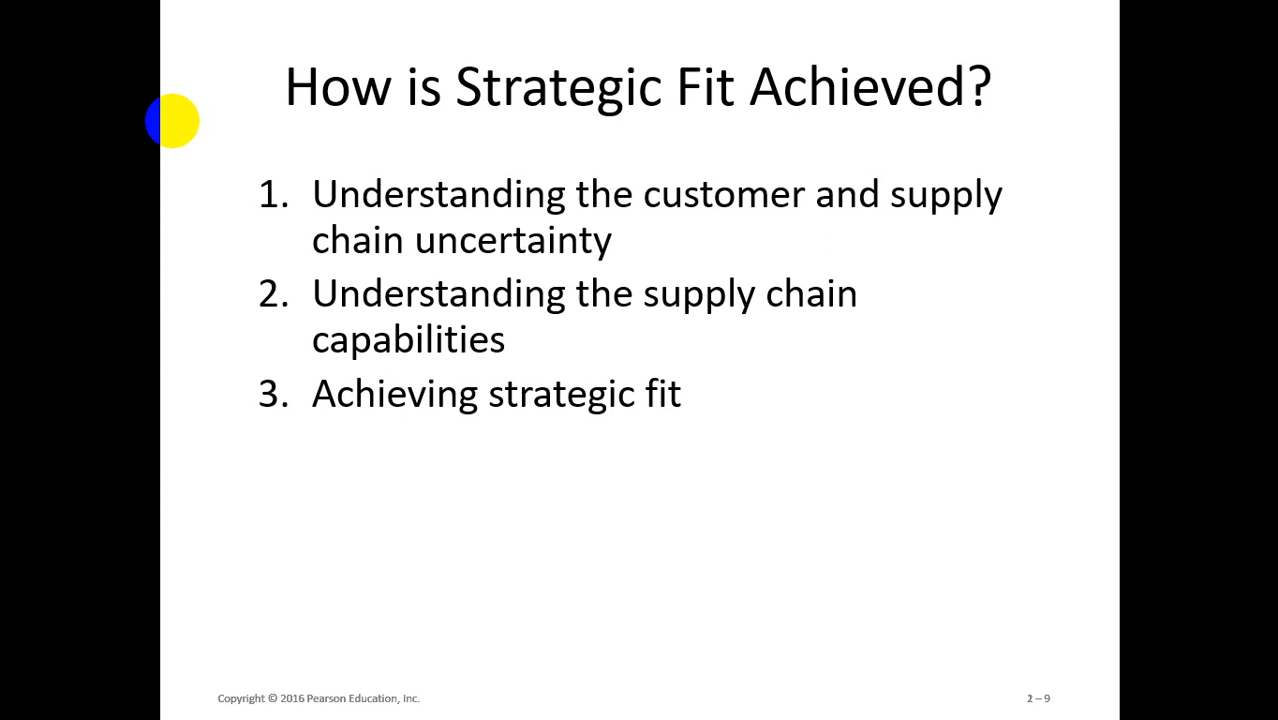 How is Strategic Fit Achieved?
1. Understanding the customer and supply
chain uncertainty
2. Understanding the supply chain
capabilities
3. Achieving strategic fit
Copyright © 2016 Pearson Education, Inc.
2 – 9